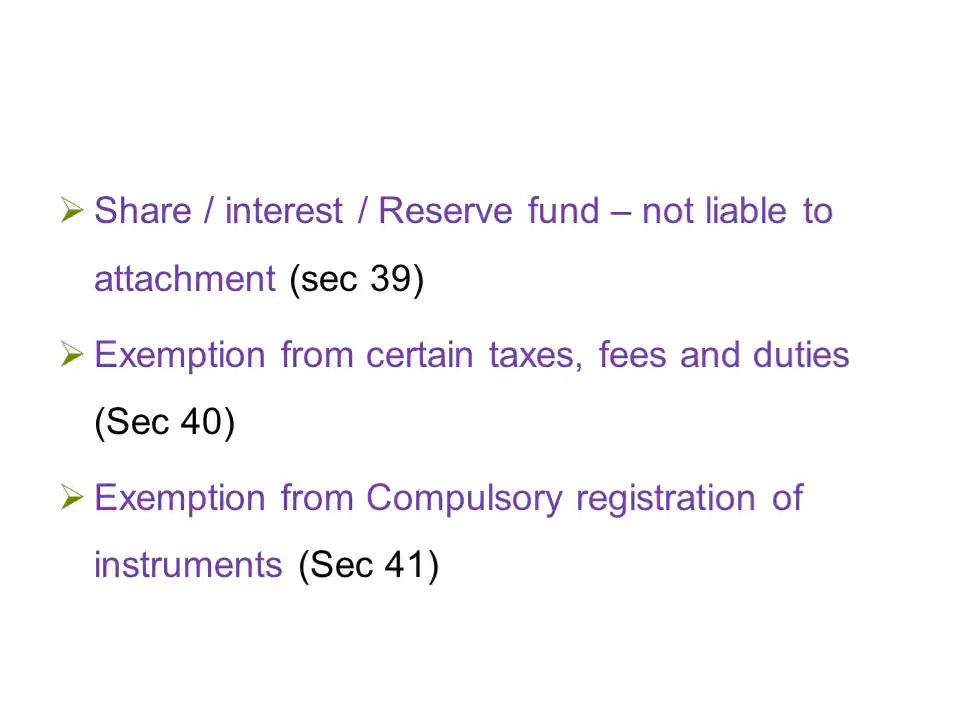 ➢ Share / interest / Reserve fund – not liable to
attachment (sec 39)
➢ Exemption from certain taxes, fees and duties
(Sec 40)
➢ Exemption from Compulsory registration of
instruments (Sec 41)